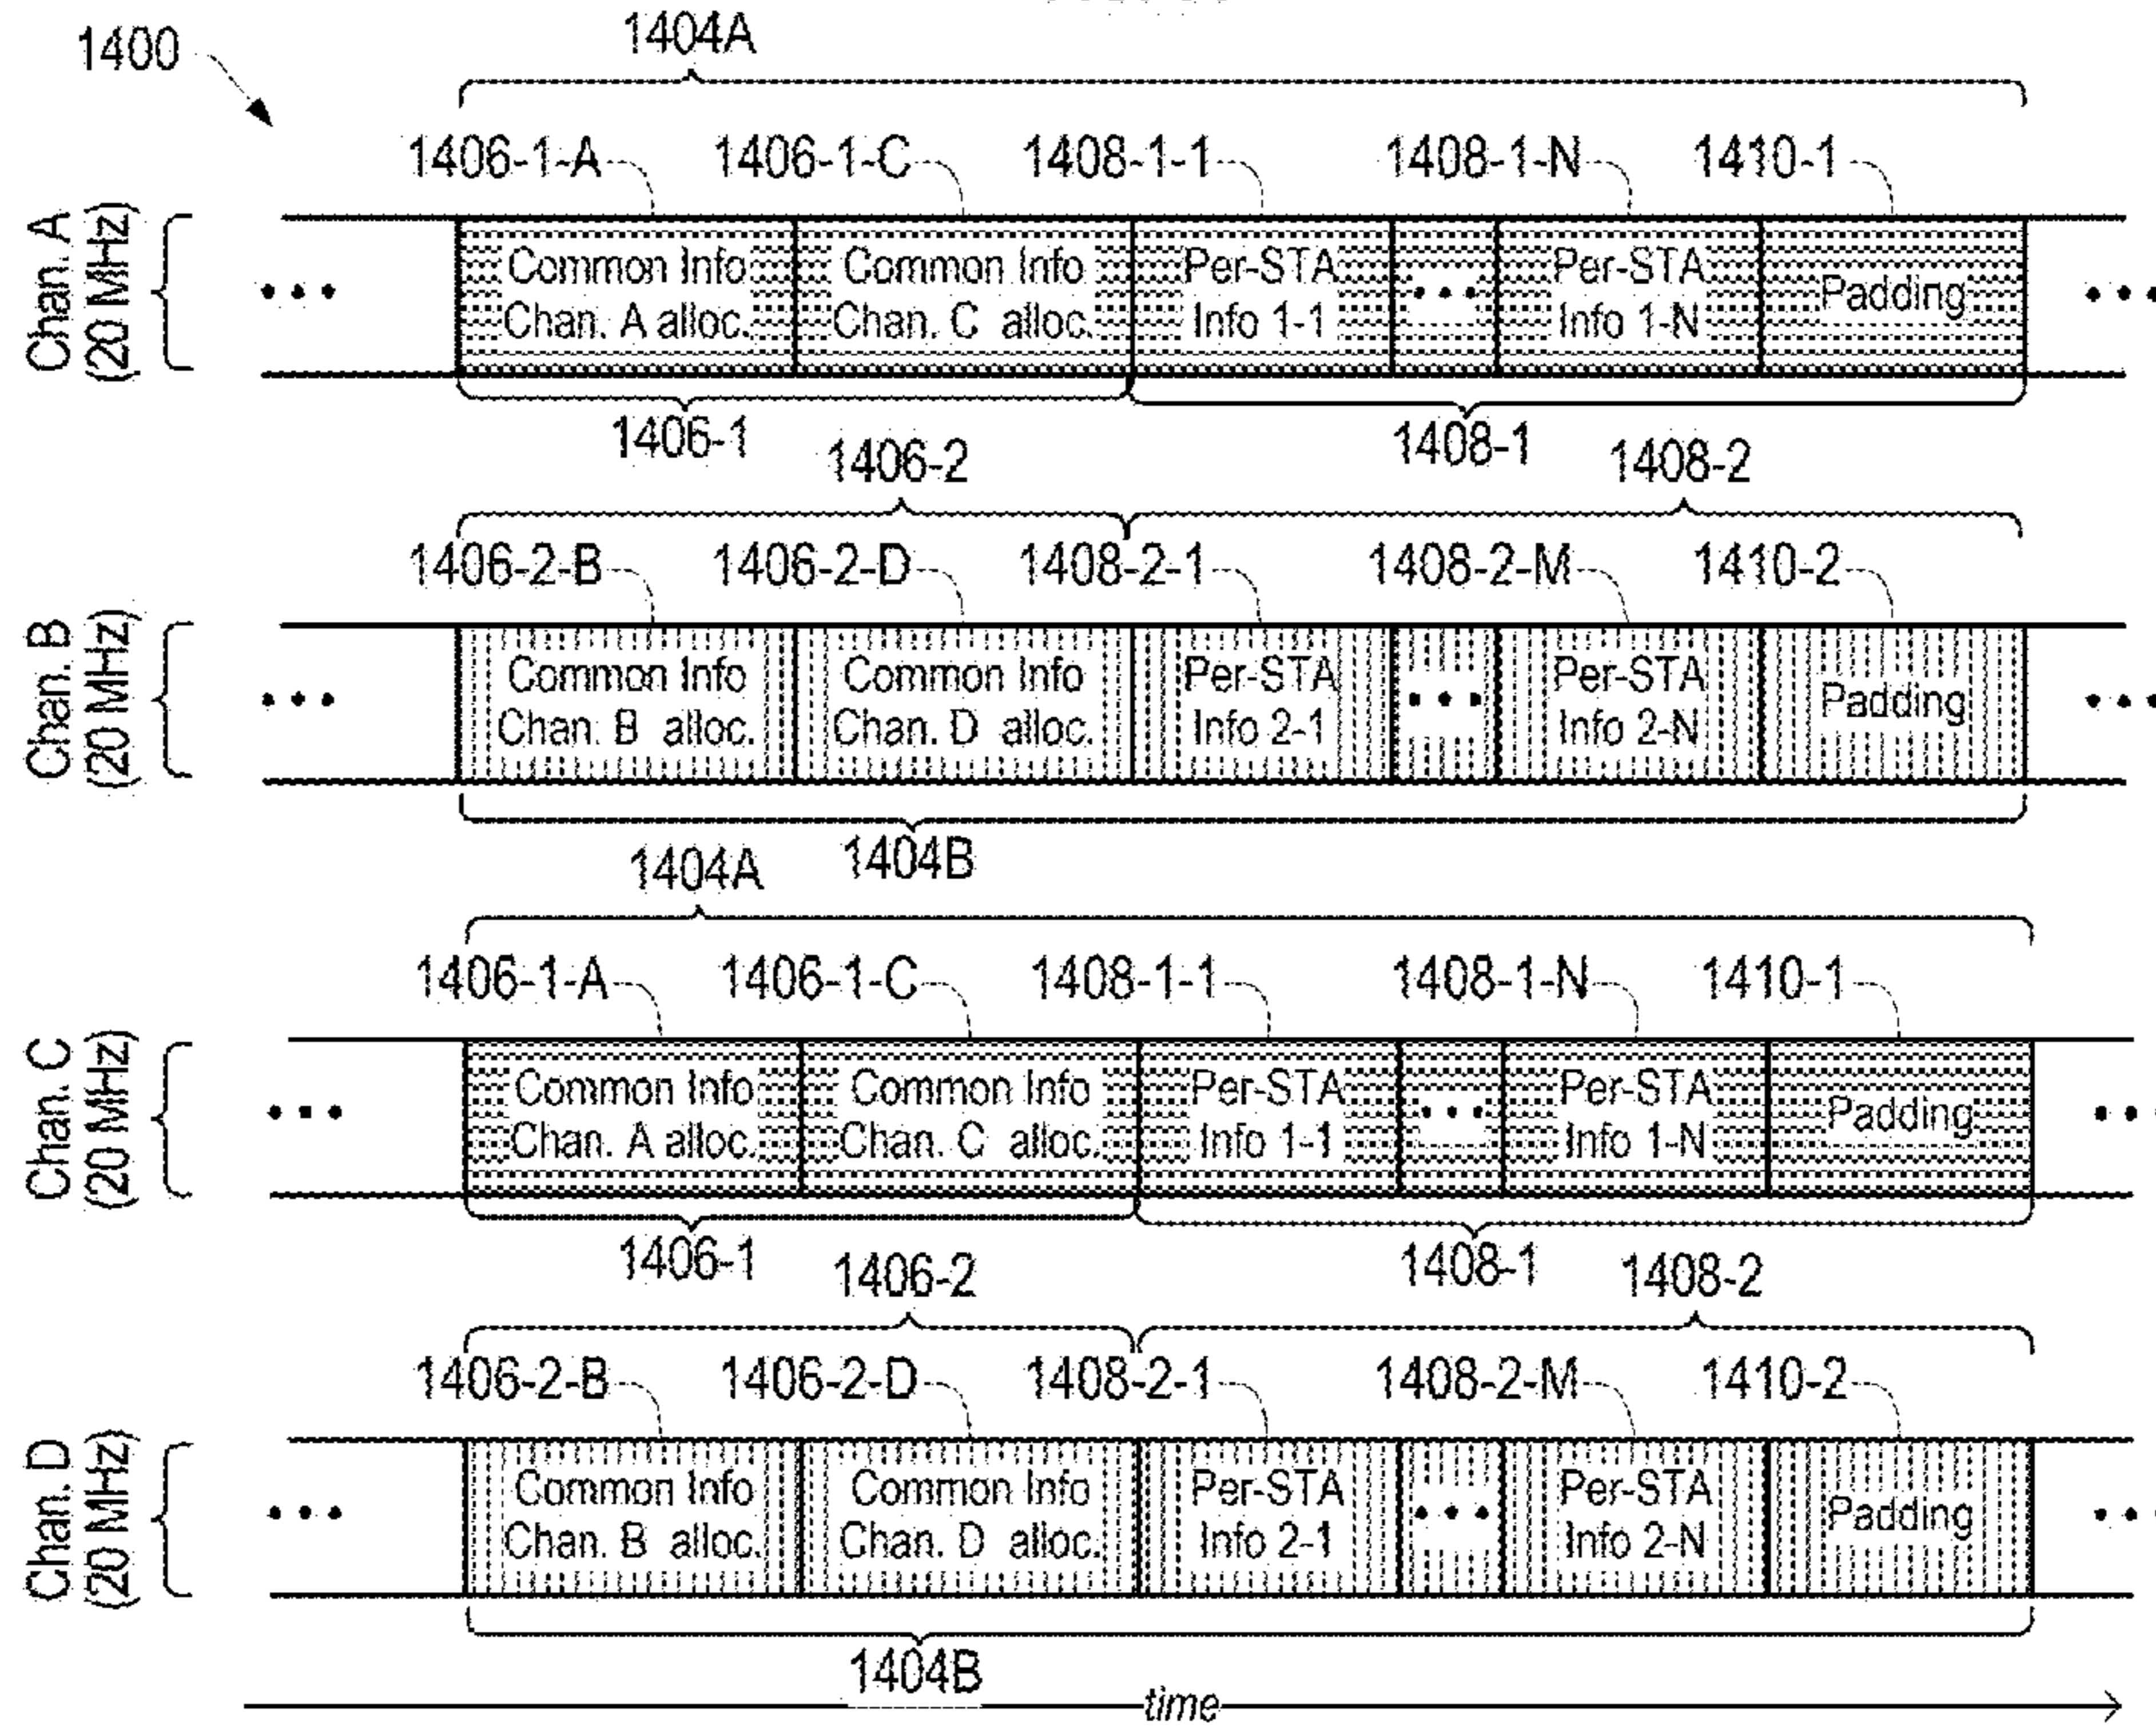 1400
1404A
1406-1-A
1406-1-C
1408-1-1
1408-1-N
1410-1
Chan. A
(20 MHz)
• • •
Common Info
Chan. A alloc.
Common Info
Chan. C alloc.
Per-STA
Info 1-1
• • •
Per-STA
Info 1-N
Padding
• • •
1406-1
1408-1
1406-2
1408-2
1406-2-B
1406-2-D
1408-2-1
1408-2-M
1410-2
Chan. B
(20 MHz)
• • •
Common Info
Chan. B alloc.
Common Info
Chan. D alloc.
Per-STA
Info 2-1
• • •
Per-STA
Info 2-N
Padding
• • •
1404B
1404A
1406-1-A
1406-1-C
1408-1-1
1408-1-N
1410-1
Chan. C
(20 MHz)
• • •
Common Info
Chan. A alloc.
Common Info
Chan. C alloc.
Per-STA
Info 1-1
• • •
Per-STA
Info 1-N
Padding
• • •
1406-1
1408-1
1406-2
1408-2
1406-2-B
1406-2-D
1408-2-1
1408-2-M
1410-2
Chan. D
(20 MHz)
• • •
Common Info
Chan. B alloc.
Common Info
Chan. D alloc.
Per-STA
Info 2-1
• • •
Per-STA
Info 2-N
Padding
• • •
1404B
time